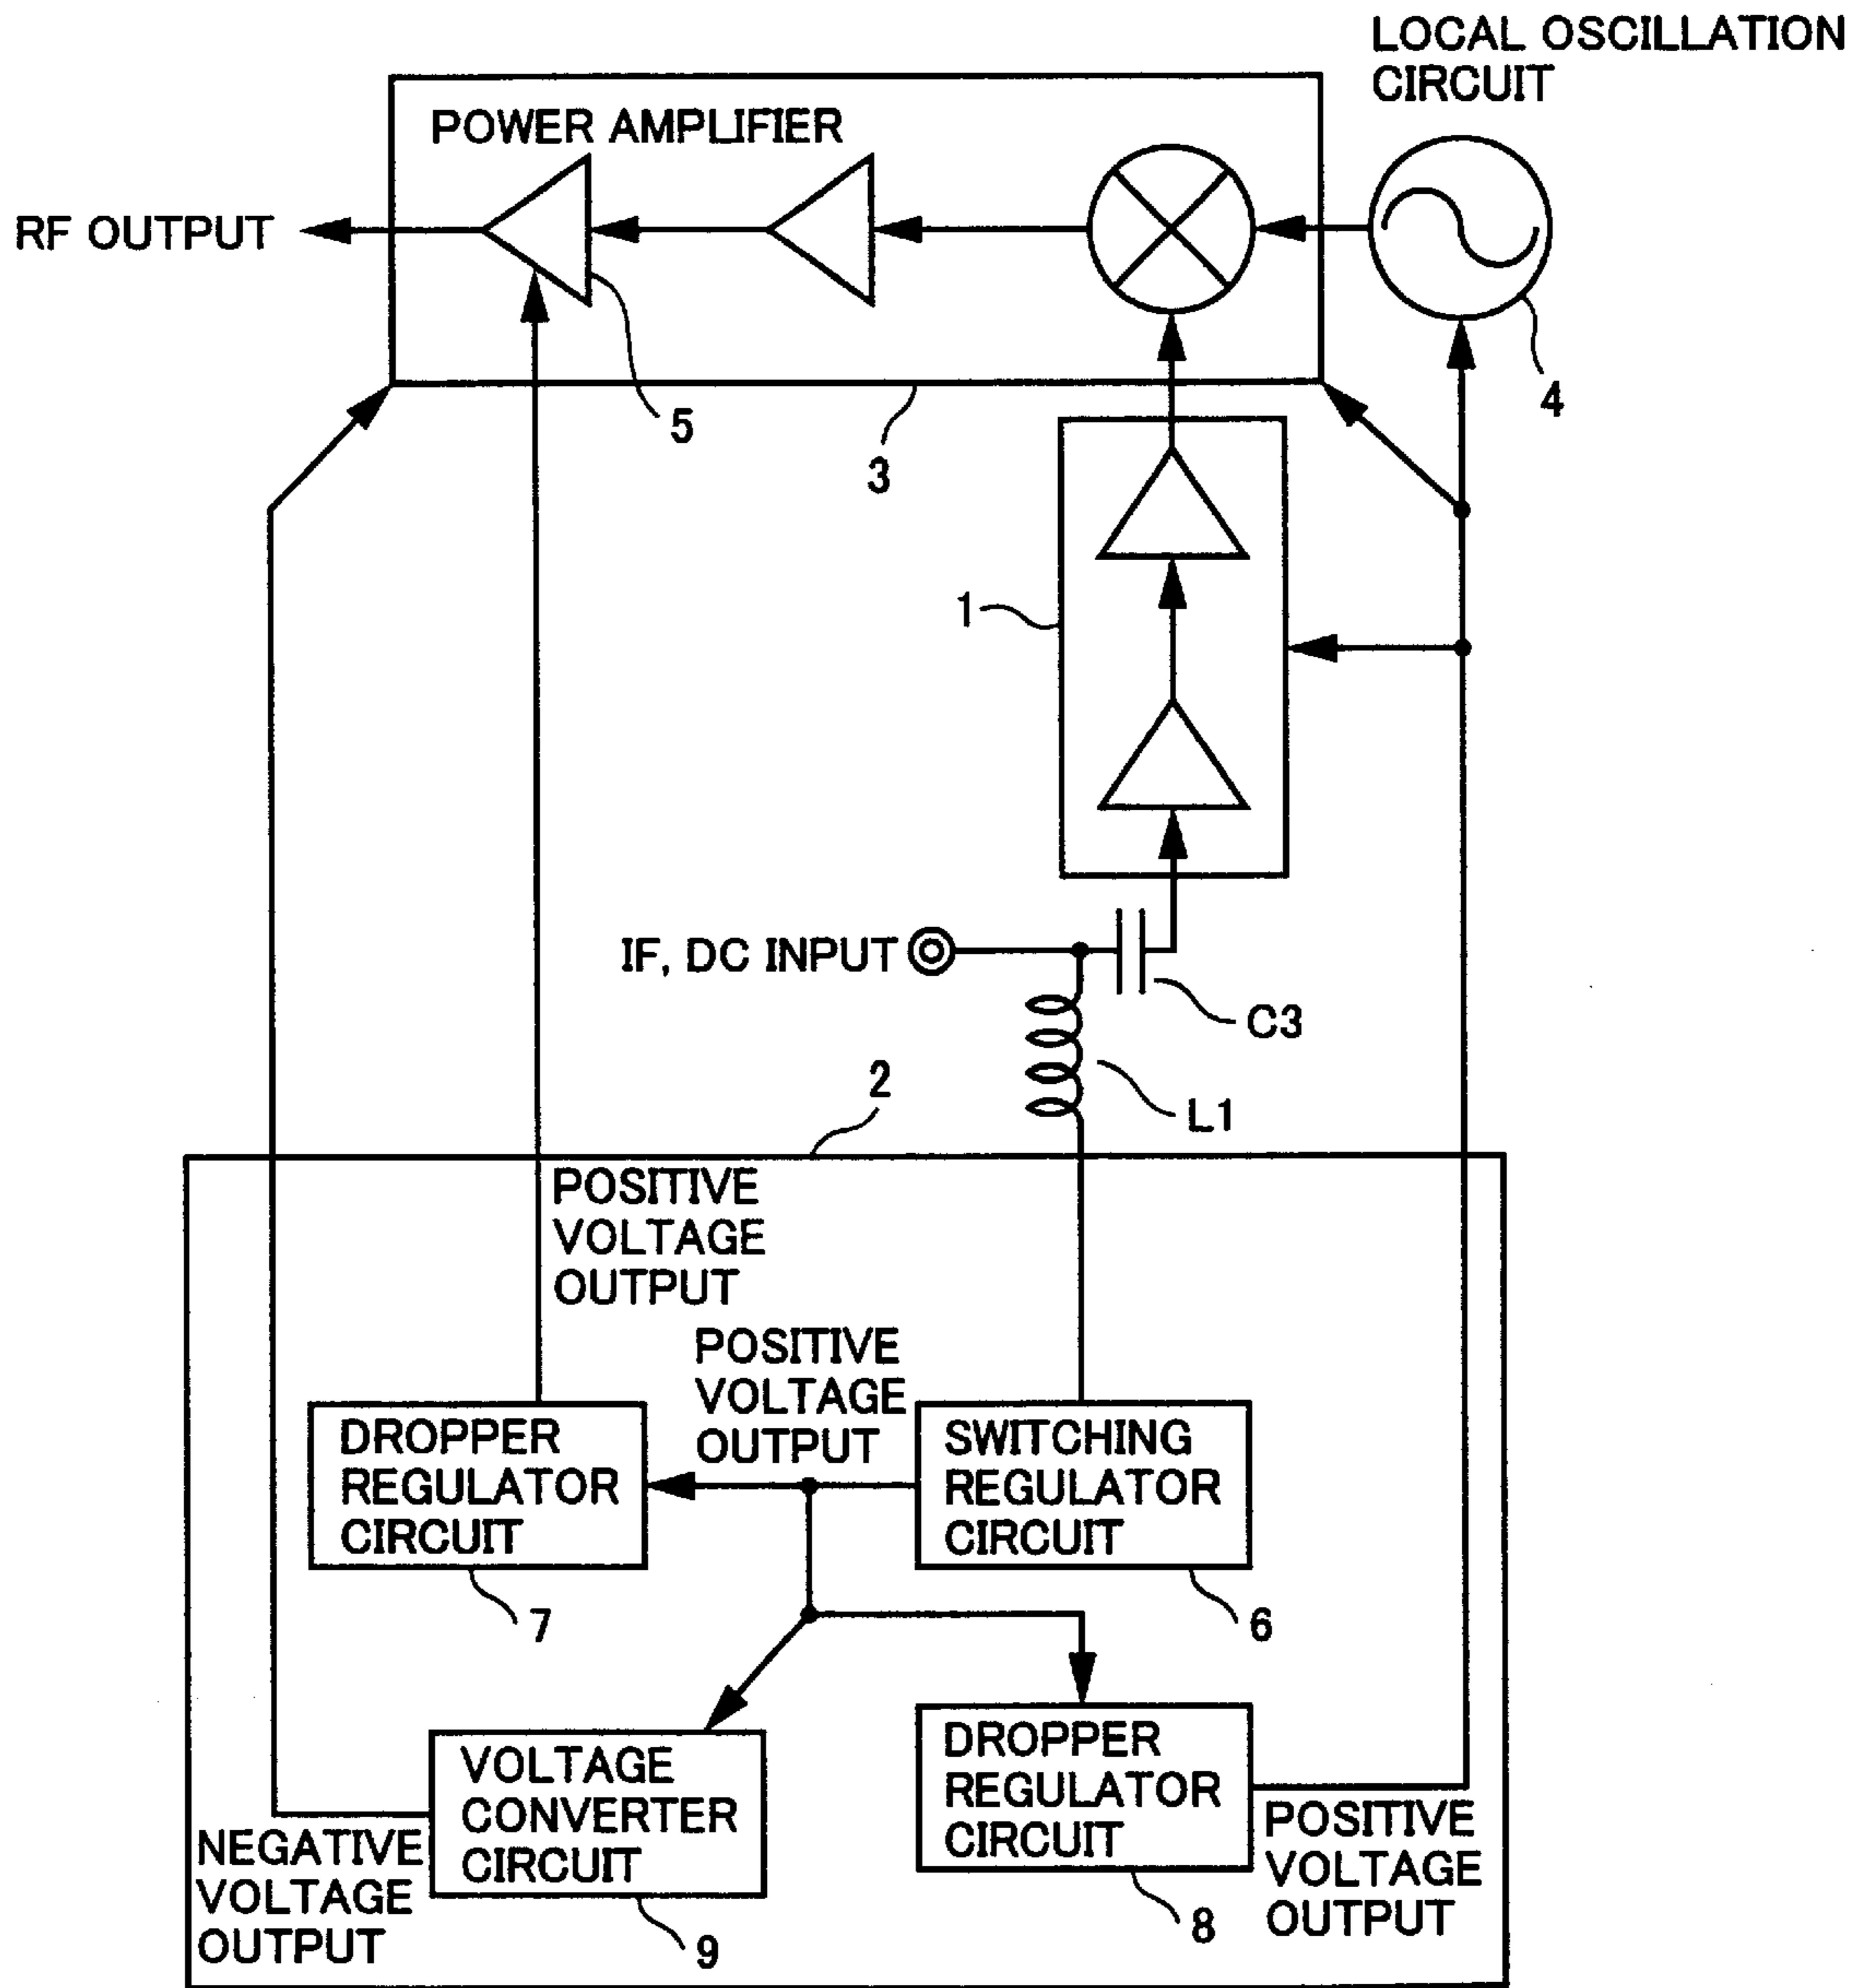 LOCAL OSCILLATION
CIRCUIT
POWER AMPLIFIER
RF OUTPUT
4
5
3
1
IF, DC INPUT
C3
2
L1
POSITIVE
VOLTAGE
OUTPUT
POSITIVE
VOLTAGE
OUTPUT
DROPPER
REGULATOR
CIRCUIT
SWITCHING
REGULATOR
CIRCUIT
7
6
VOLTAGE
CONVERTER
CIRCUIT
DROPPER
REGULATOR
CIRCUIT
NEGATIVE
VOLTAGE
OUTPUT
POSITIVE
VOLTAGE
OUTPUT
9
8